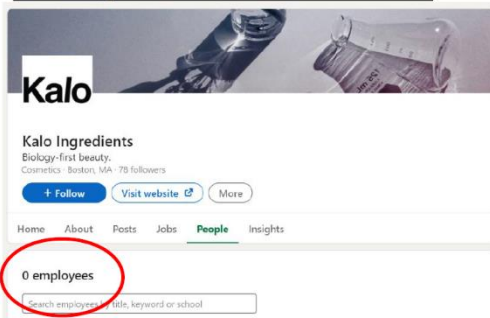 Kalo
Kalo Ingredients
Biology-first beauty.
Cosmetics · Boston, MA · 78 followers
+ Follow Visit website More
Home About Posts Jobs People Insights
0 employees
Search employees by title, keyword or school